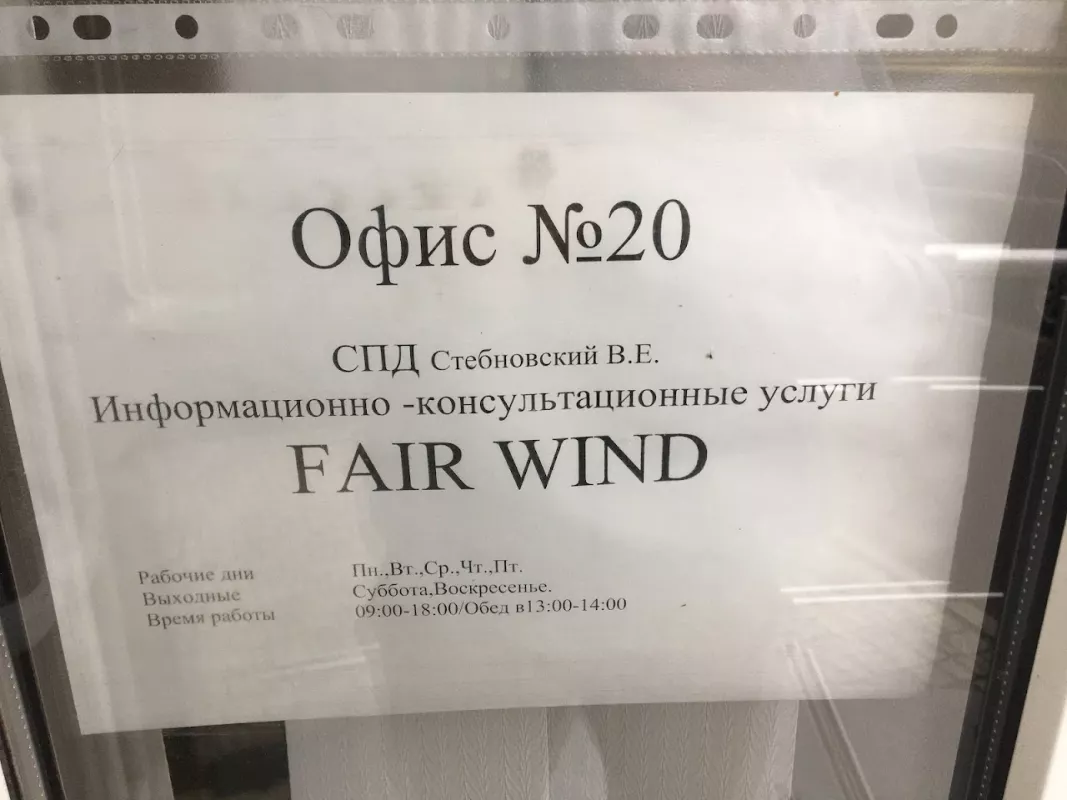 Офис №20
СПД Стебновский В.Е.
Информационно -консультационные услуги
FAIR WIND
Рабочие дни Пн.,Вт.,Ср.,Чт.,Пт.
Выходные Суббота,Воскресенье.
Время работы 09:00-18:00/Обед в13:00-14:00